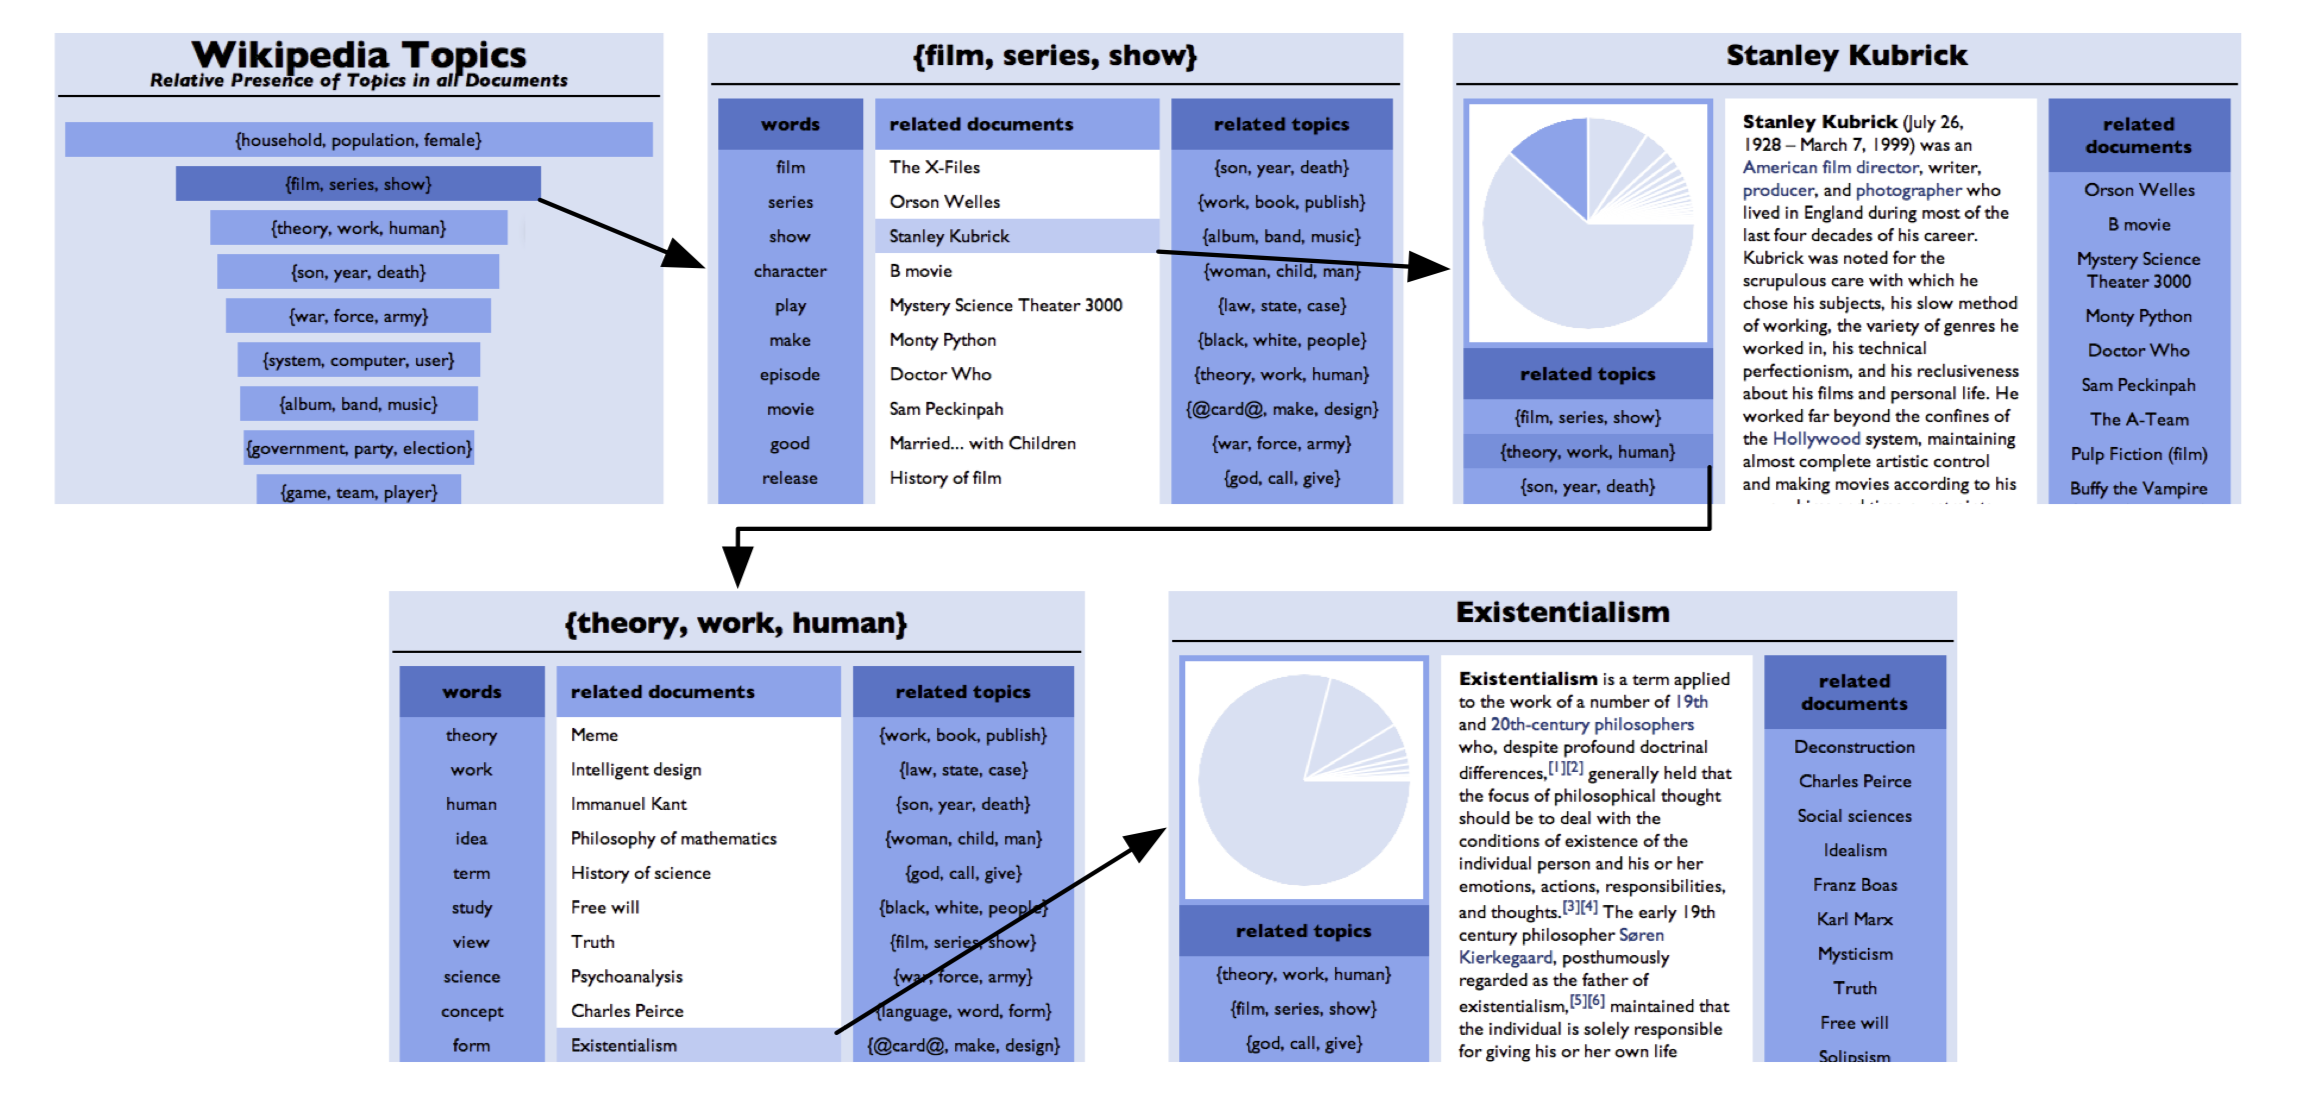 Wikipedia Topics
Relative Presence of Topics in all Documents
{household, population, female}
{film, series, show}
{theory, work, human}
{son, year, death}
{war, force, army}
{system, computer, user}
{album, band, music}
{government, party, election}
{game, team, player}
{film, series, show}
words
film
series
show
character
play
make
episode
movie
good
release
related documents
The X-Files
Orson Welles
Stanley Kubrick
B movie
Mystery Science Theater 3000
Monty Python
Doctor Who
Sam Peckinpah
Married... with Children
History of film
related topics
{son, year, death}
{work, book, publish}
{album, band, music}
{woman, child, man}
{law, state, case}
{black, white, people}
{theory, work, human}
{@card@, make, design}
{war, force, army}
{god, call, give}
Stanley Kubrick
related topics
{film, series, show}
{theory, work, human}
{son, year, death}
Stanley Kubrick (July 26,
1928 – March 7, 1999) was an
American film director, writer,
producer, and photographer who
lived in England during most of the
last four decades of his career.
Kubrick was noted for the
scrupulous care with which he
chose his subjects, his slow method
of working, the variety of genres he
worked in, his technical
perfectionism, and his reclusiveness
about his films and personal life. He
worked far beyond the confines of
the Hollywood system, maintaining
almost complete artistic control
and making movies according to his
related
documents
Orson Welles
B movie
Mystery Science
Theater 3000
Monty Python
Doctor Who
Sam Peckinpah
The A-Team
Pulp Fiction (film)
Buffy the Vampire
{theory, work, human}
words
theory
work
human
idea
term
study
view
science
concept
form
related documents
Meme
Intelligent design
Immanuel Kant
Philosophy of mathematics
History of science
Free will
Truth
Psychoanalysis
Charles Peirce
Existentialism
related topics
{work, book, publish}
{law, state, case}
{son, year, death}
{woman, child, man}
{god, call, give}
{black, white, people}
{film, series, show}
{war, force, army}
{language, word, form}
{@card@, make, design}
Existentialism
related topics
{theory, work, human}
{film, series, show}
{god, call, give}
Existentialism is a term applied
to the work of a number of 19th
and 20th-century philosophers
who, despite profound doctrinal
differences,[1][2] generally held that
the focus of philosophical thought
should be to deal with the
conditions of existence of the
individual person and his or her
emotions, actions, responsibilities,
and thoughts.[3][4] The early 19th
century philosopher Søren
Kierkegaard, posthumously
regarded as the father of
existentialism,[5][6] maintained that
the individual is solely responsible
for giving his or her own life
related
documents
Deconstruction
Charles Peirce
Social sciences
Idealism
Franz Boas
Karl Marx
Mysticism
Truth
Free will
Solipsism